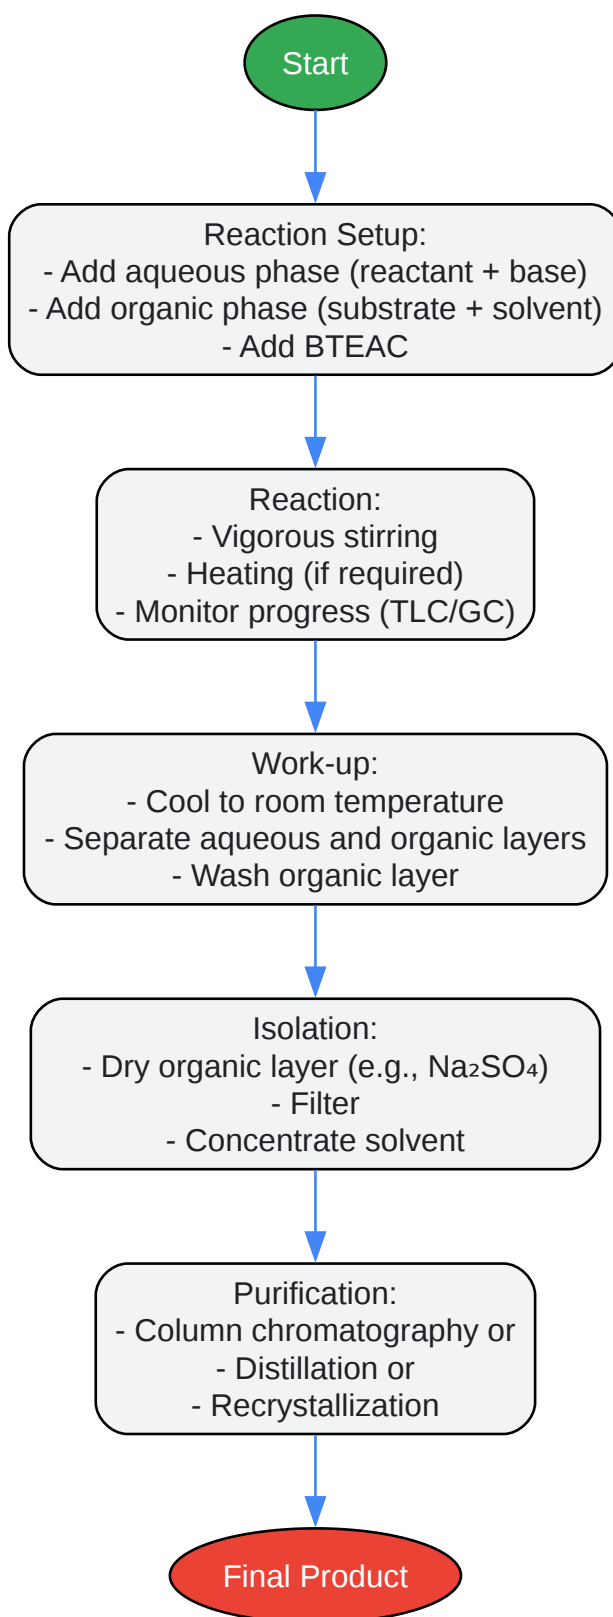 Start
Reaction Setup:
- Add aqueous phase (reactant + base)
- Add organic phase (substrate + solvent)
- Add BTEAC
Reaction:
- Vigorous stirring
- Heating (if required)
- Monitor progress (TLC/GC)
Work-up:
- Cool to room temperature
- Separate aqueous and organic layers
- Wash organic layer
Isolation:
- Dry organic layer (e.g., Na₂SO₄)
- Filter
- Concentrate solvent
Purification:
- Column chromatography or
- Distillation or
- Recrystallization
Final Product